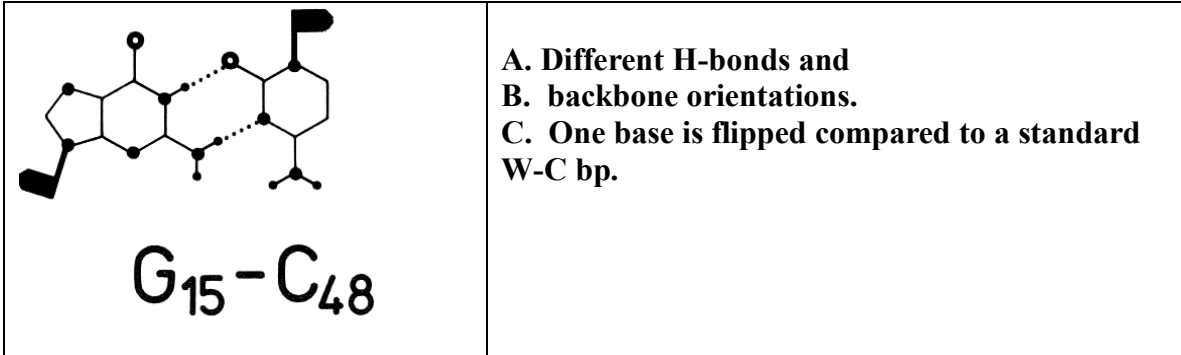 A. Different H-bonds and
B. backbone orientations.
C. One base is flipped compared to a standard
W-C bp.
G15-C48